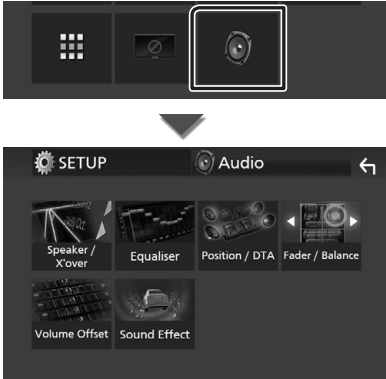 SETUP
Audio
Speaker /
X'over
Equaliser
Position / DTA
Fader / Balance
Volume Offset
Sound Effect